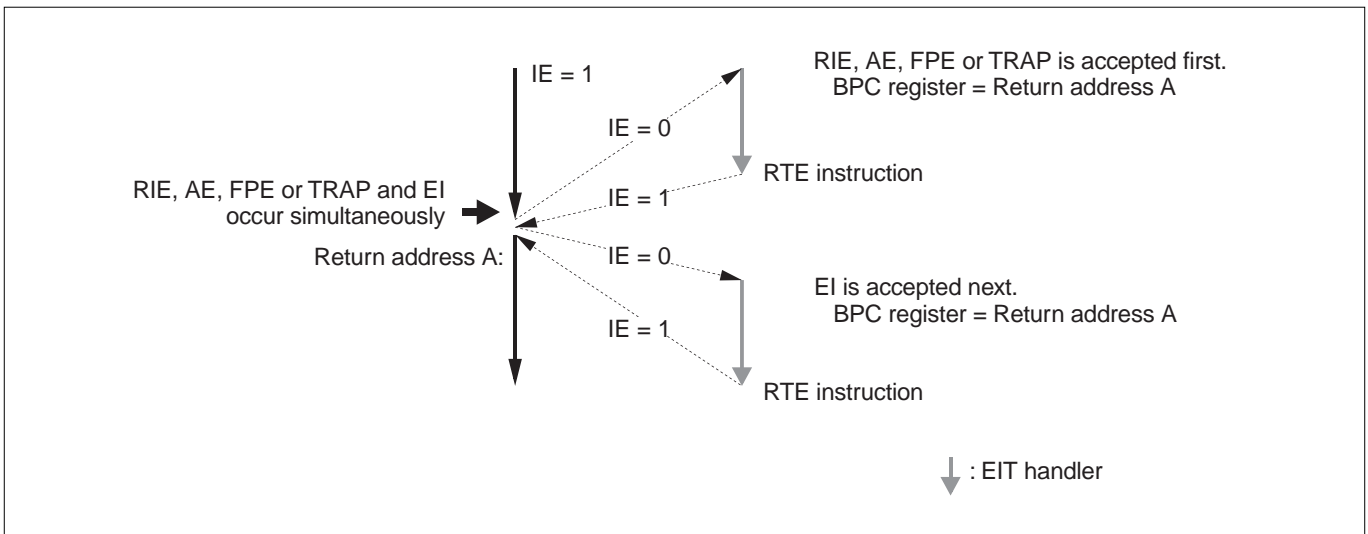 IE = 1
RIE, AE, FPE or TRAP is accepted first.
BPC register = Return address A
IE = 0
RTE instruction
RIE, AE, FPE or TRAP and EI
occur simultaneously
IE = 1
Return address A:
IE = 0
EI is accepted next.
BPC register = Return address A
IE = 1
RTE instruction
: EIT handler